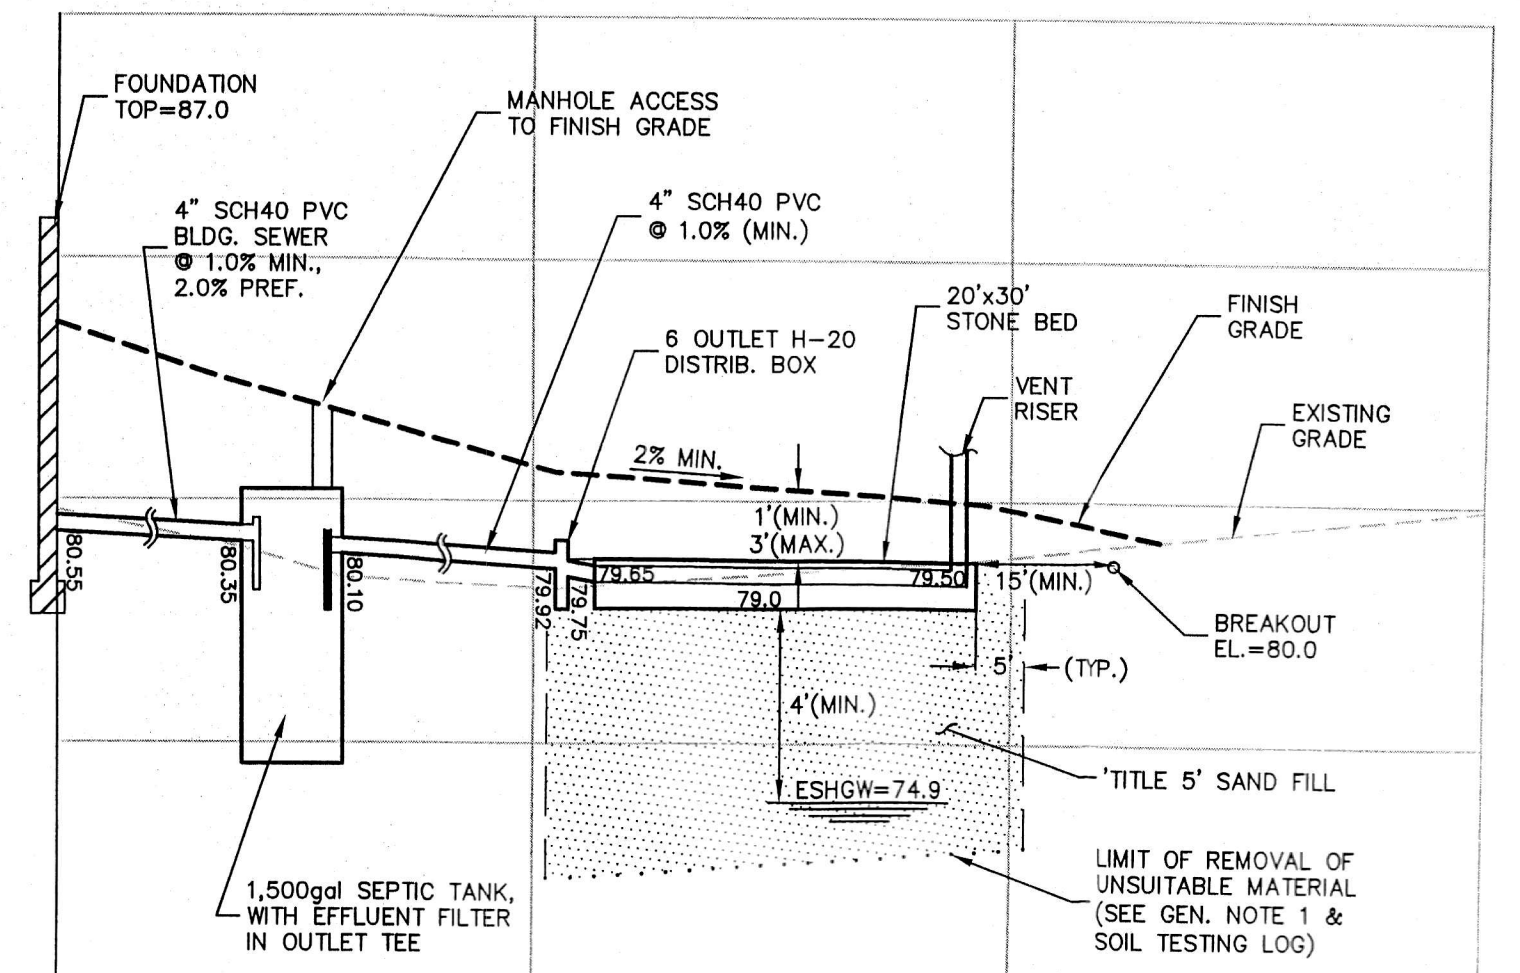 FOUNDATION
TOP=87.0
MANHOLE ACCESS
TO FINISH GRADE
4" SCH40 PVC
BLDG. SEWER
@ 1.0% MIN.,
2.0% PREF.
4" SCH40 PVC
@ 1.0% (MIN.)
6 OUTLET H-20
DISTRIB. BOX
20'x30'
STONE BED
FINISH
GRADE
VENT
RISER
EXISTING
GRADE
2% MIN.
1'(MIN.)
3'(MAX.)
80.55
80.35
80.10
79.92
79.75
79.65
79.50
79.0
15'(MIN.)
BREAKOUT
EL.=80.0
5'
(TYP.)
4'(MIN.)
ESHGW=74.9
'TITLE 5' SAND FILL
LIMIT OF REMOVAL OF
UNSUITABLE MATERIAL
(SEE GEN. NOTE 1 &
SOIL TESTING LOG)
1,500gal SEPTIC TANK,
WITH EFFLUENT FILTER
IN OUTLET TEE